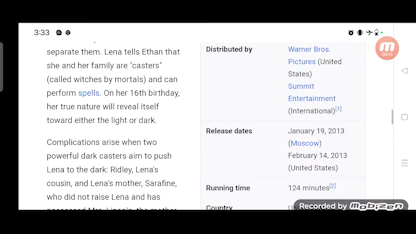 3:33
separate them. Lena tells Ethan that
she and her family are "casters"
(called witches by mortals) and can
perform spells. On her 16th birthday,
her true nature will reveal itself
toward either the light or dark.
Complications arise when two
powerful dark casters aim to push
Lena to the dark: Ridley, Lena's
cousin, and Lena's mother, Sarafine,
who did not raise Lena and has
Mrs. Lincoln, the mother
Distributed by
Warner Bros.
Pictures (United
States)
Summit
Entertainment
(International)[1]
Release dates
January 19, 2013
(Moscow)
February 14, 2013
(United States)
Running time
124 minutes[2]
Country
Recorded by mobizen